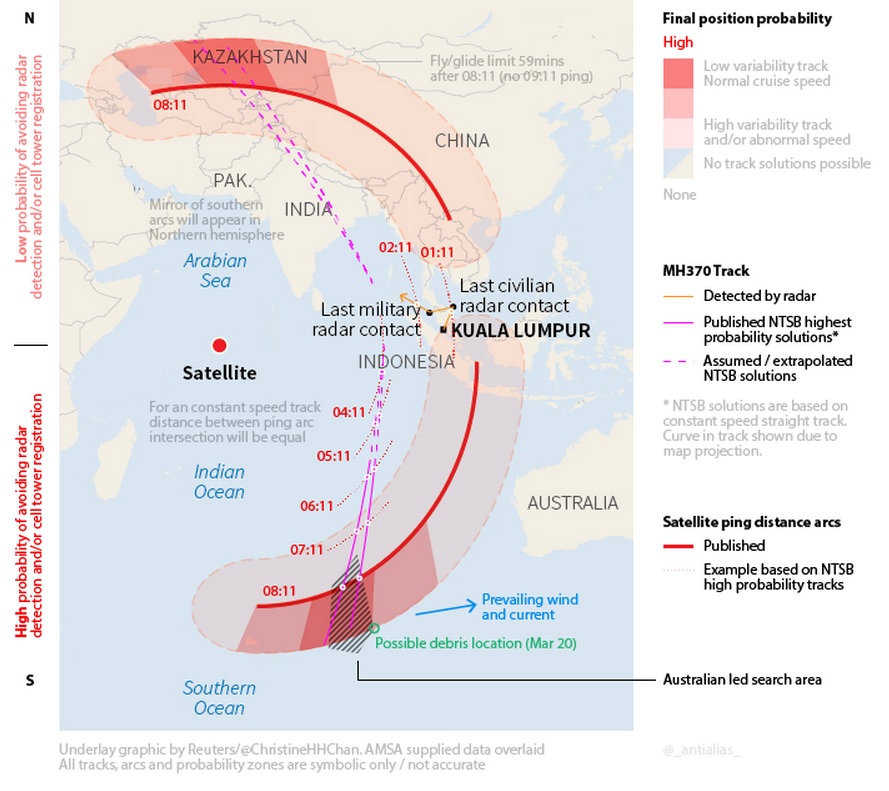 N
Low probability of avoiding radar
detection and/or cell tower registration
High probability of avoiding radar
detection and/or cell tower registration
S
KAZAKHSTAN
08:11
Fly/glide limit 59mins
after 08:11 (no 09:11 ping)
CHINA
PAK.
INDIA
Mirror of southern
arcs will appear in
Northern hemisphere
Arabian
Sea
02:11
01:11
Last civilian
radar contact
Last military
radar contact
KUALA LUMPUR
Satellite
INDONESIA
For an constant speed track
distance between ping arc
intersection will be equal
04:11
05:11
Indian
Ocean
06:11
AUSTRALIA
07:11
08:11
Prevailing wind
and current
Possible debris location (Mar 20)
Southern
Ocean
Final position probability
High
Low variability track
Normal cruise speed
High variability track
and/or abnormal speed
No track solutions possible
None
MH370 Track
Detected by radar
Published NTSB highest
probability solutions*
Assumed / extrapolated
NTSB solutions
* NTSB solutions are based on
constant speed straight track.
Curve in track shown due to
map projection.
Satellite ping distance arcs
Published
Example based on NTSB
high probability tracks
Australian led search area
Underlay graphic by Reuters/@ChristineHHChan. AMSA supplied data overlaid
All tracks, arcs and probability zones are symbolic only / not accurate
@_antialias_